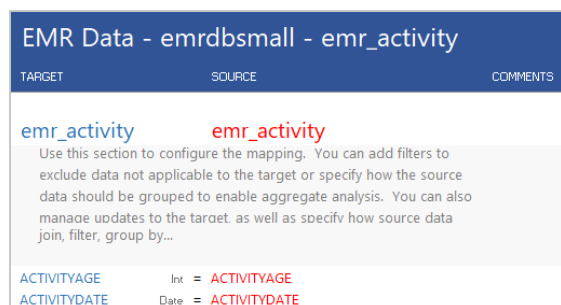 EMR Data - emrdbsmall - emr_activity
TARGET SOURCE COMMENTS
emr_activity emr_activity
Use this section to configure the mapping. You can add filters to
exclude data not applicable to the target or specify how the source
data should be grouped to enable aggregate analysis. You can also
manage updates to the target, as well as specify how source data
join, filter, group by...
ACTIVITYAGE Int = ACTIVITYAGE
ACTIVITYDATE Date = ACTIVITYDATE